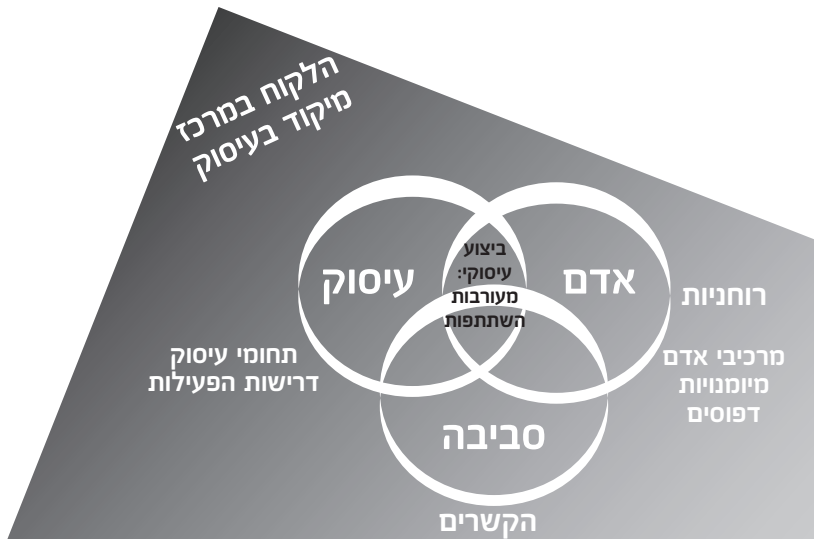 הלקוח במרכז
מיקוד בעיסוק
ביצוע
עיסוקי:
מעורבות
השתתפות
אדם
עיסוק
רוחניות
מרכיבי אדם
מיומנויות
דפוסים
תחומי עיסוק
דרישות הפעילות
סביבה
הקשרים